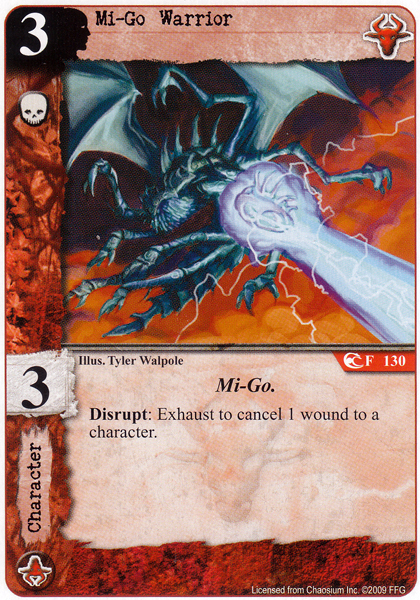 3
Mi-Go Warrior
Illus. Tyler Walpole
F 130
3
Mi-Go.
Disrupt: Exhaust to cancel 1 wound to a
character.
Character
Licensed from Chaosium Inc. ©2009 FFG